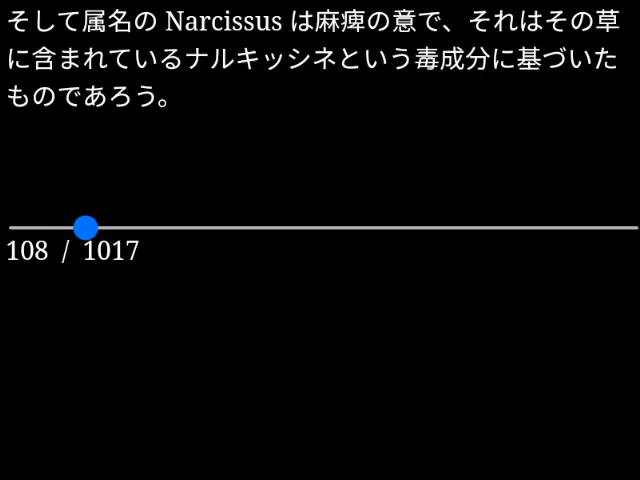 そして属名の Narcissus は麻痺の意で、それはその草
に含まれているナルキッシネという毒成分に基づいた
ものであろう。
108 / 1017